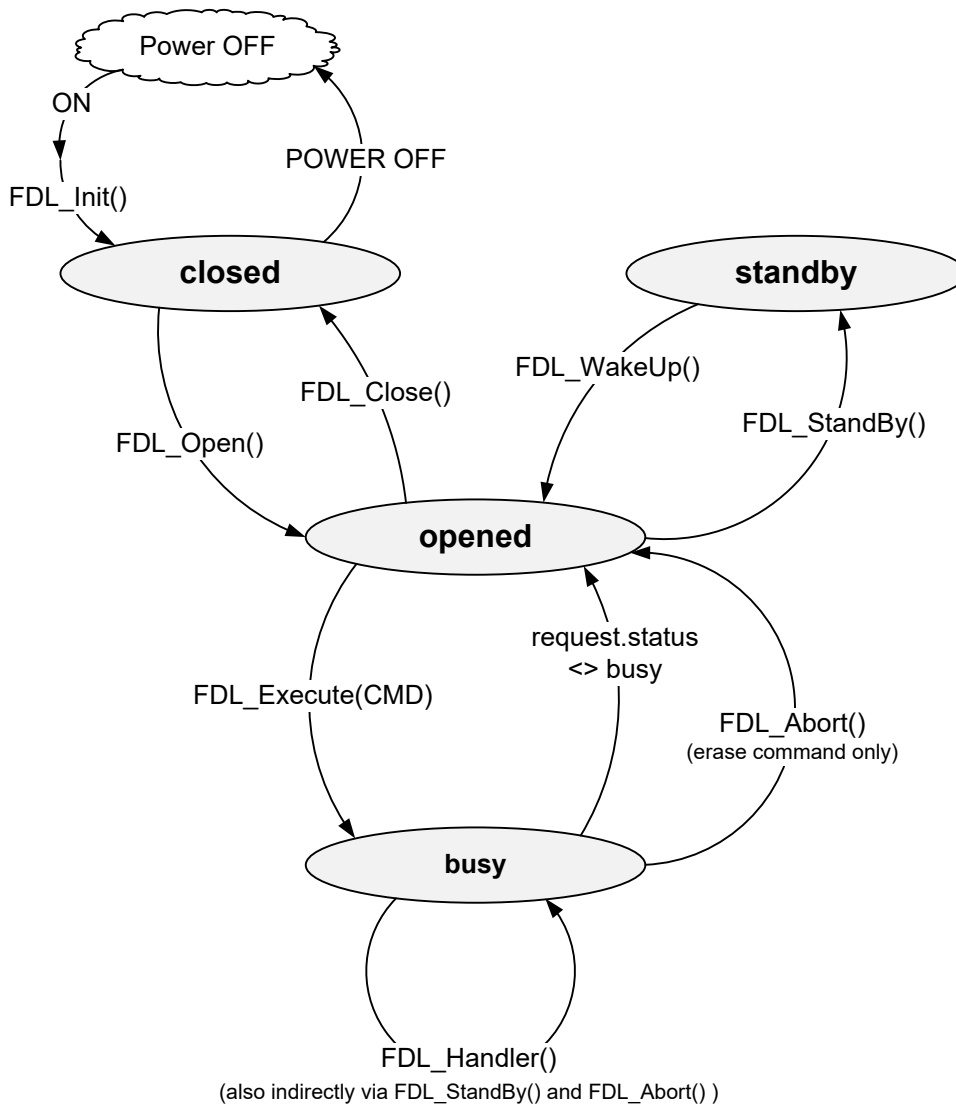 Power OFF
ON
POWER OFF
FDL_Init()
closed
standby
FDL_WakeUp()
FDL_Close()
FDL_StandBy()
FDL_Open()
opened
request.status
<> busy
FDL_Execute(CMD)
FDL_Abort()
(erase command only)
busy
FDL_Handler()
(also indirectly via FDL_StandBy() and FDL_Abort() )